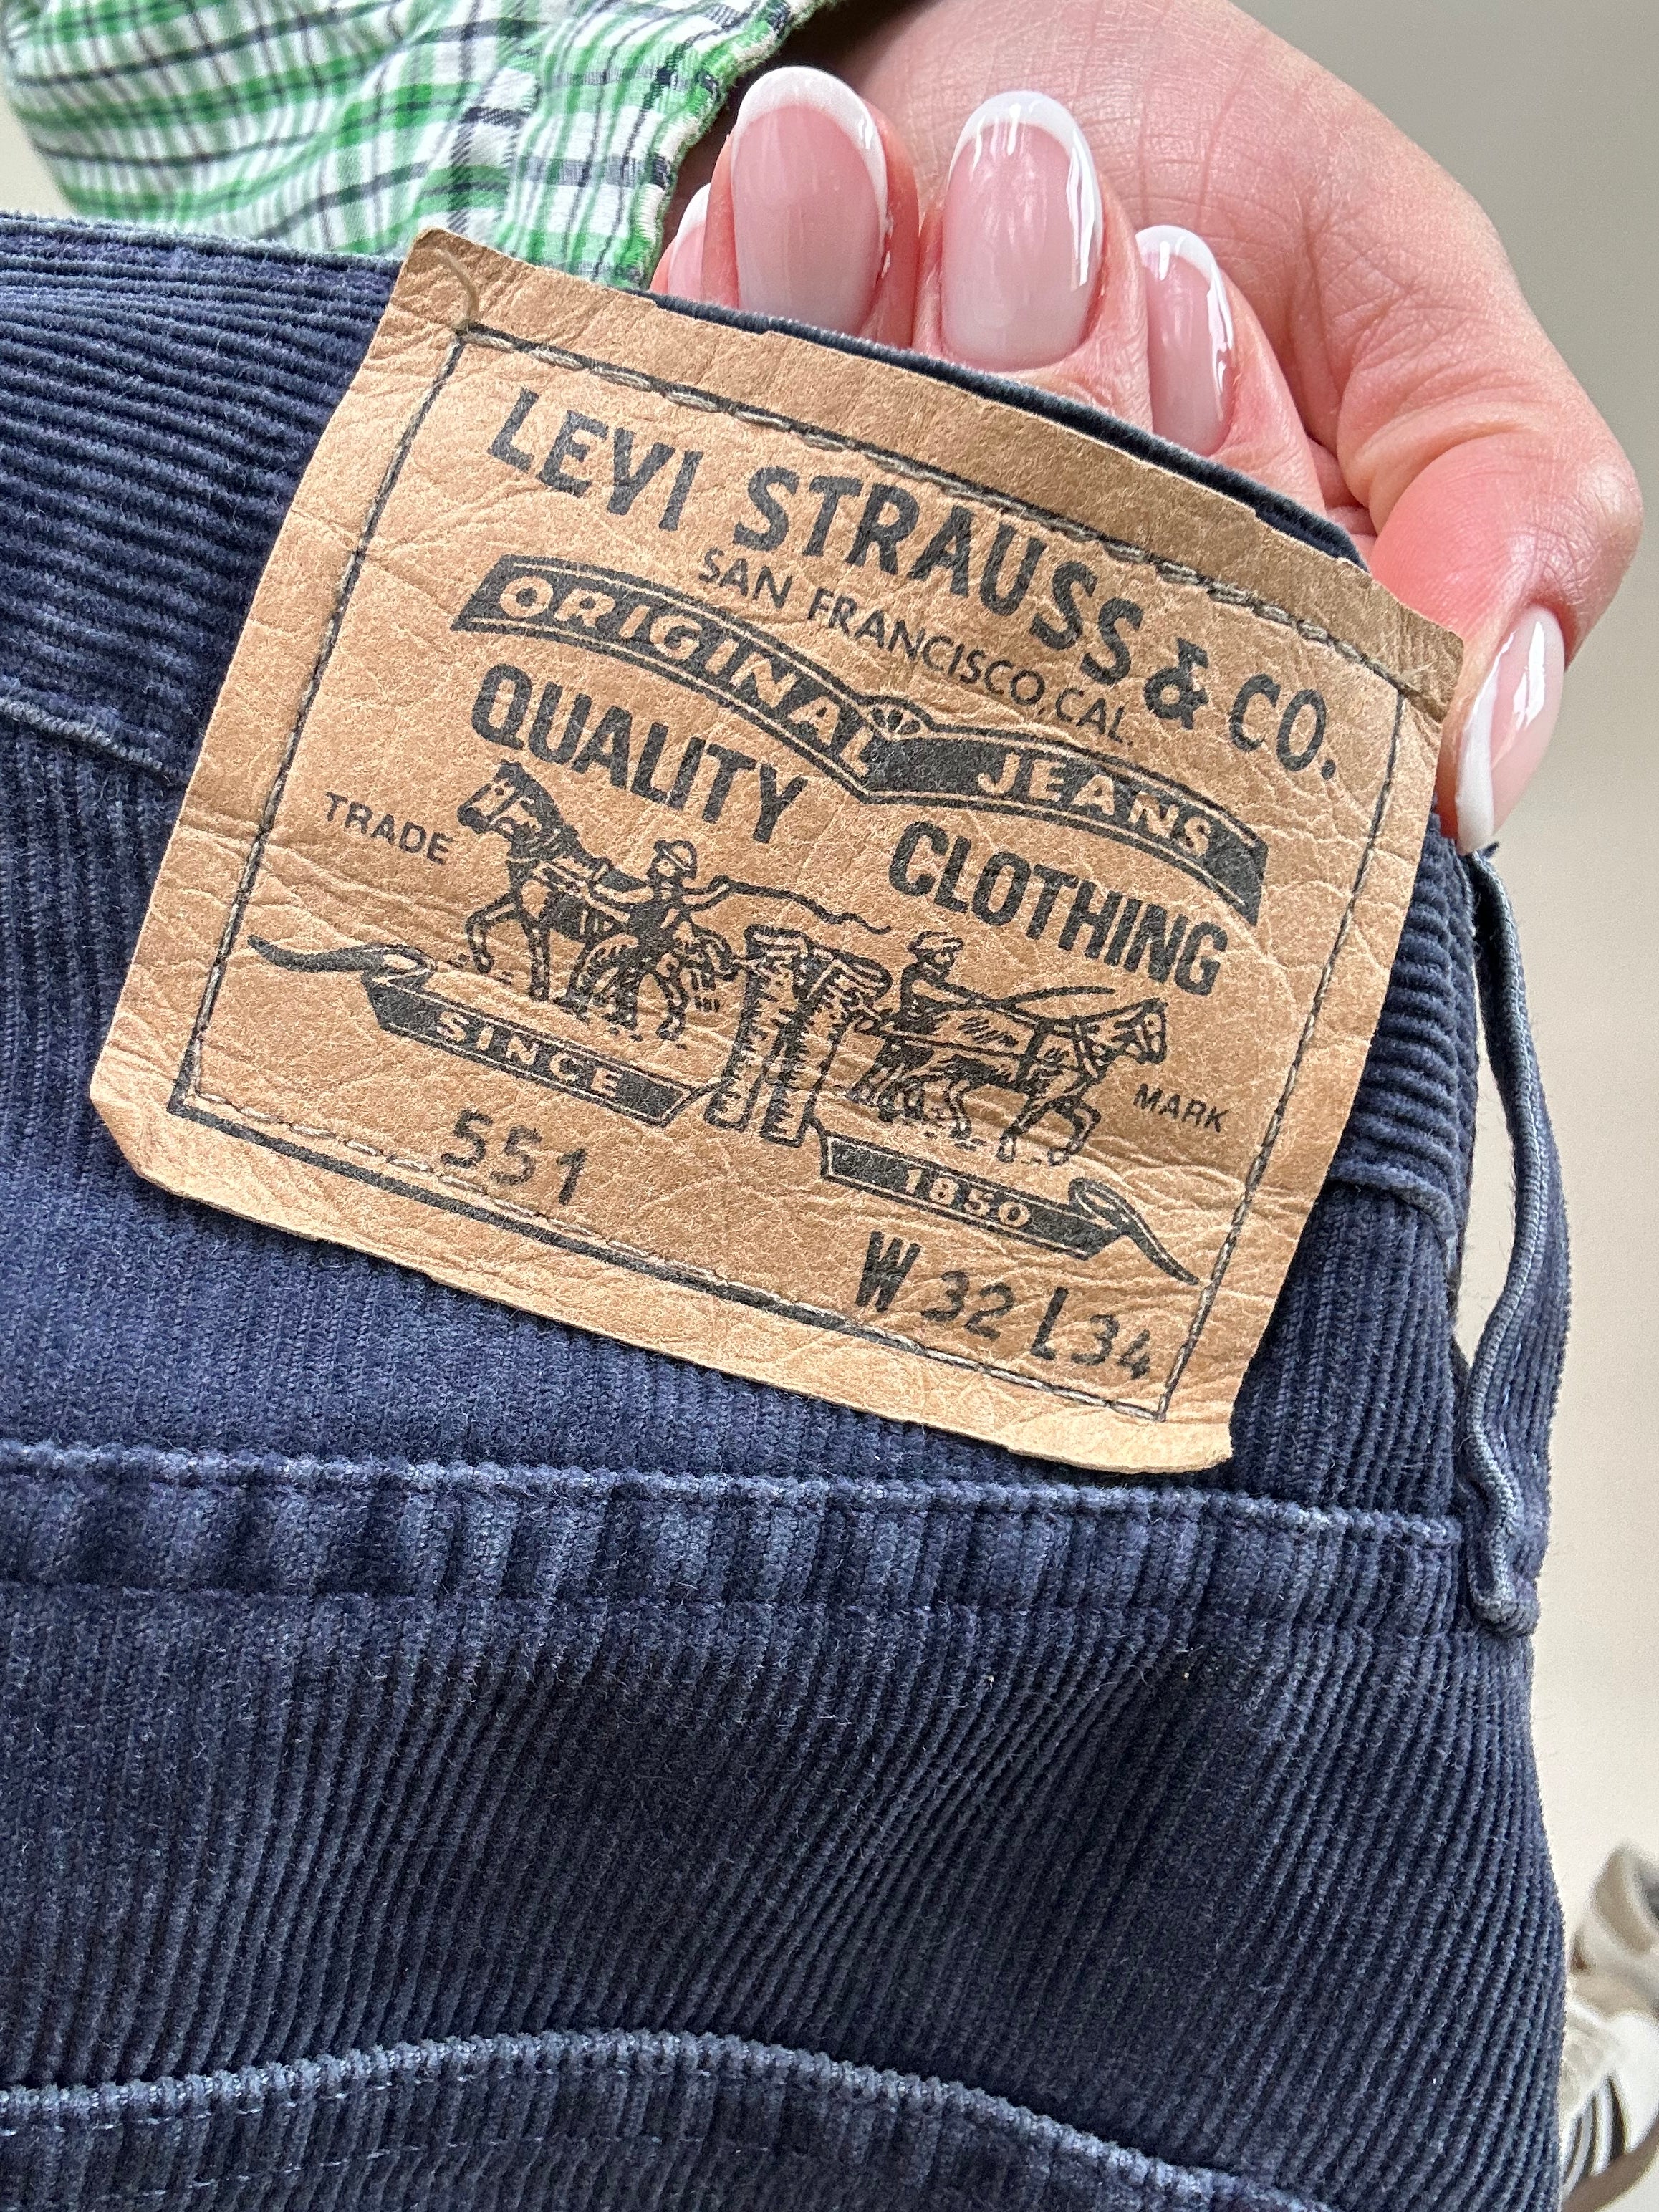 LEVI STRAUSS & CO.
SAN FRANCISCO, CAL.
ORIGINAL JEANS
QUALITY CLOTHING
TRADE MARK
SINCE 1850
551
W 32 L 34